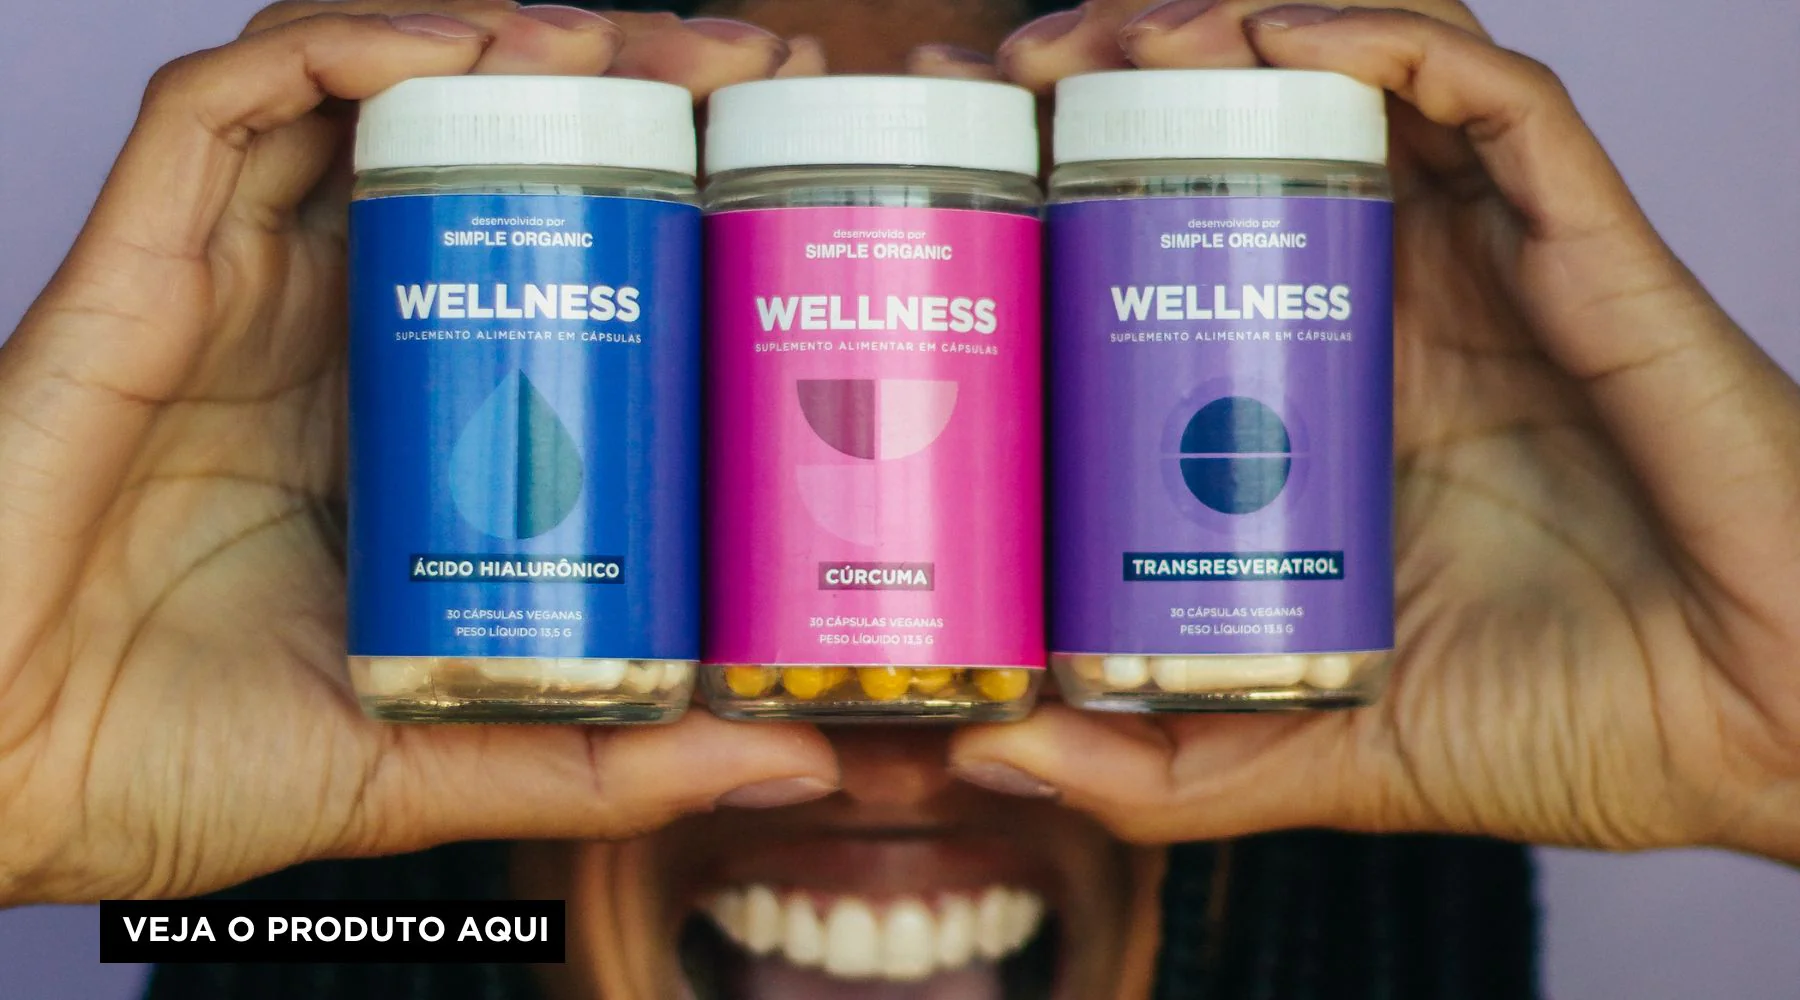 desenvolvido por
SIMPLE ORGANIC
WELLNESS
SUPLEMENTO ALIMENTAR EM CÁPSULAS
ÁCIDO HIALURÔNICO
30 CÁPSULAS VEGANAS
PESO LÍQUIDO 13,5 G
desenvolvido por
SIMPLE ORGANIC
WELLNESS
SUPLEMENTO ALIMENTAR EM CÁPSULAS
CÚRCUMA
30 CÁPSULAS VEGANAS
PESO LÍQUIDO 13,5 G
desenvolvido por
SIMPLE ORGANIC
WELLNESS
SUPLEMENTO ALIMENTAR EM CÁPSULAS
TRANSRESVERATROL
30 CÁPSULAS VEGANAS
PESO LÍQUIDO 13,5 G
VEJA O PRODUTO AQUI